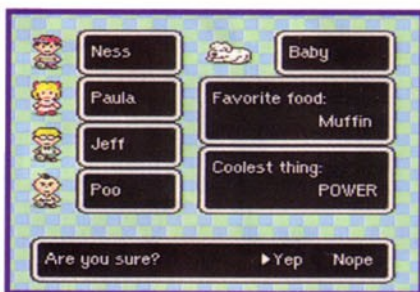 Ness
Baby
Paula
Favorite food:
Muffin
Jeff
Coolest thing:
POWER
Poo
Are you sure? ▶Yep Nope